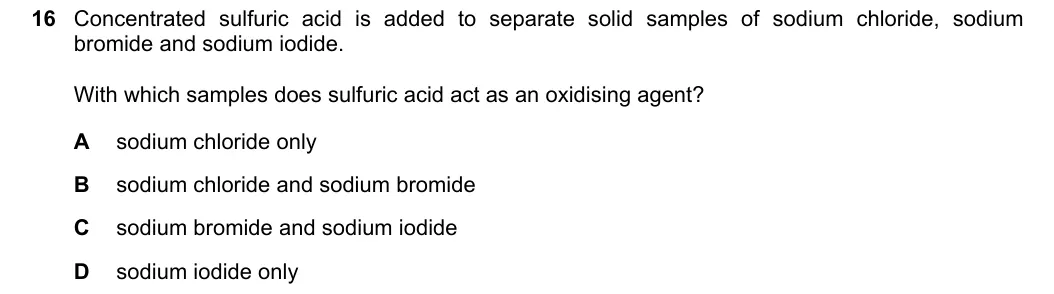 16 Concentrated sulfuric acid is added to separate solid samples of sodium chloride, sodium
bromide and sodium iodide.
With which samples does sulfuric acid act as an oxidising agent?
A sodium chloride only
B sodium chloride and sodium bromide
C sodium bromide and sodium iodide
D sodium iodide only